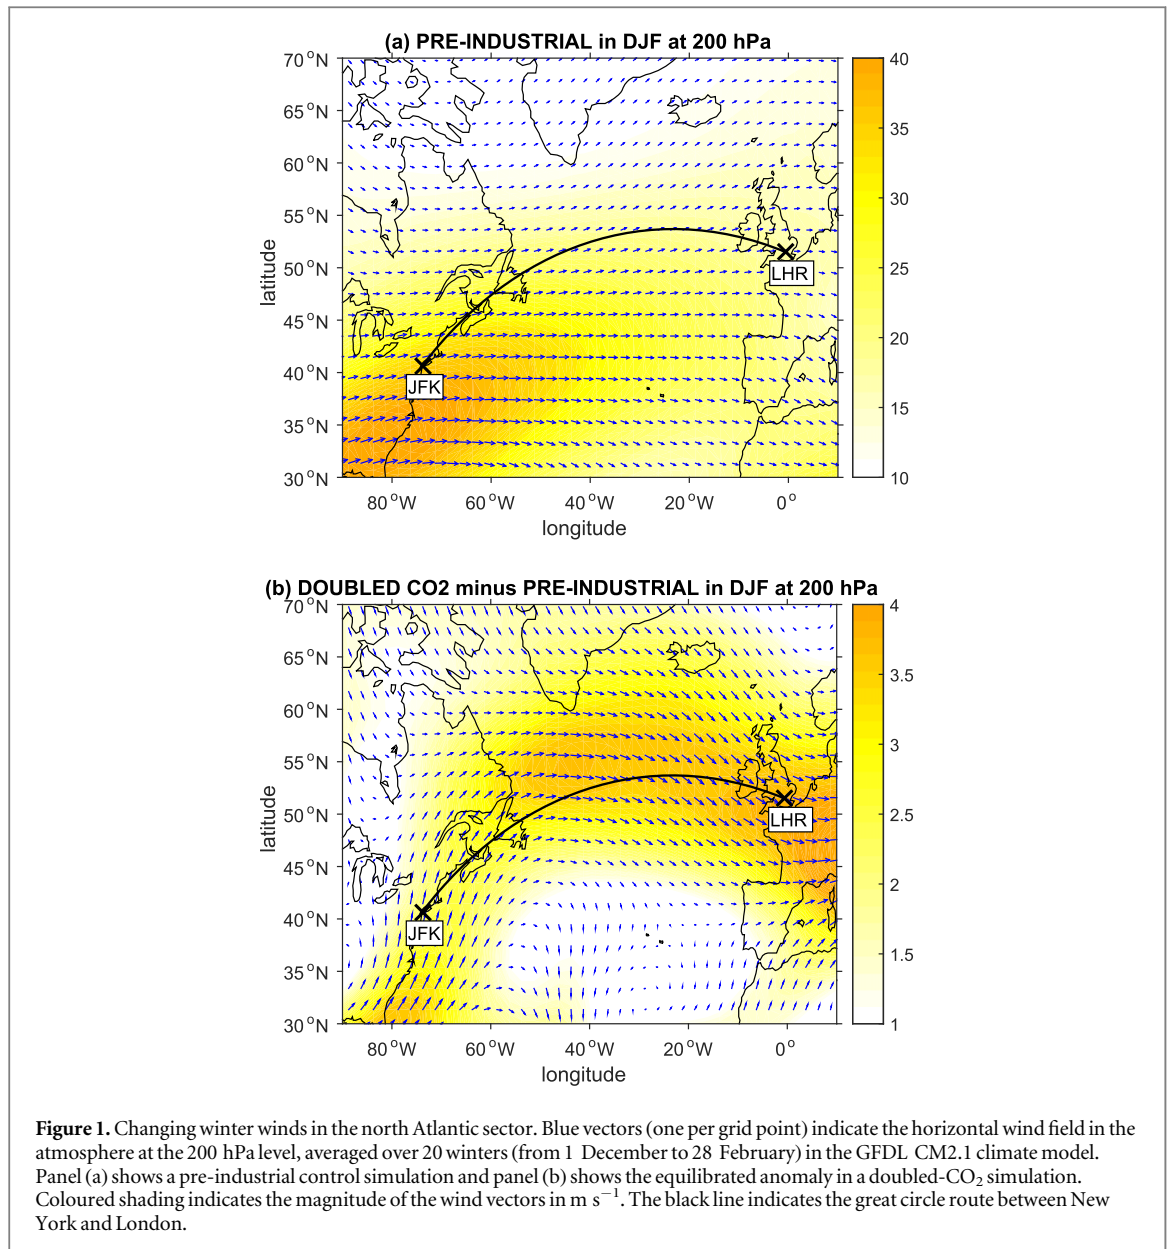 (a) PRE-INDUSTRIAL in DJF at 200 hPa
70°N
65°N
60°N
55°N
50°N
45°N
40°N
35°N
30°N
latitude
LHR
JFK
80°W
60°W
40°W
20°W
0°
longitude
40
35
30
25
20
15
10
(b) DOUBLED CO2 minus PRE-INDUSTRIAL in DJF at 200 hPa
70°N
65°N
60°N
55°N
50°N
45°N
40°N
35°N
30°N
latitude
LHR
JFK
80°W
60°W
40°W
20°W
0°
longitude
4
3.5
3
2.5
2
1.5
1
Figure 1. Changing winter winds in the north Atlantic sector. Blue vectors (one per grid point) indicate the horizontal wind field in the
atmosphere at the 200 hPa level, averaged over 20 winters (from 1 December to 28 February) in the GFDL CM2.1 climate model.
Panel (a) shows a pre-industrial control simulation and panel (b) shows the equilibrated anomaly in a doubled-CO₂ simulation.
Coloured shading indicates the magnitude of the wind vectors in m s⁻¹. The black line indicates the great circle route between New
York and London.